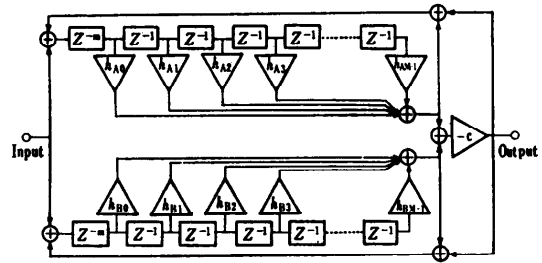 Z⁻ᵐ Z⁻¹ Z⁻¹ Z⁻¹ Z⁻¹ Z⁻¹
h_A0 h_A1 h_A2 h_A3 h_AM-1
-c
Input Output
h_B0 h_B1 h_B2 h_B3 h_BM-1
Z⁻ᵐ Z⁻¹ Z⁻¹ Z⁻¹ Z⁻¹ Z⁻¹